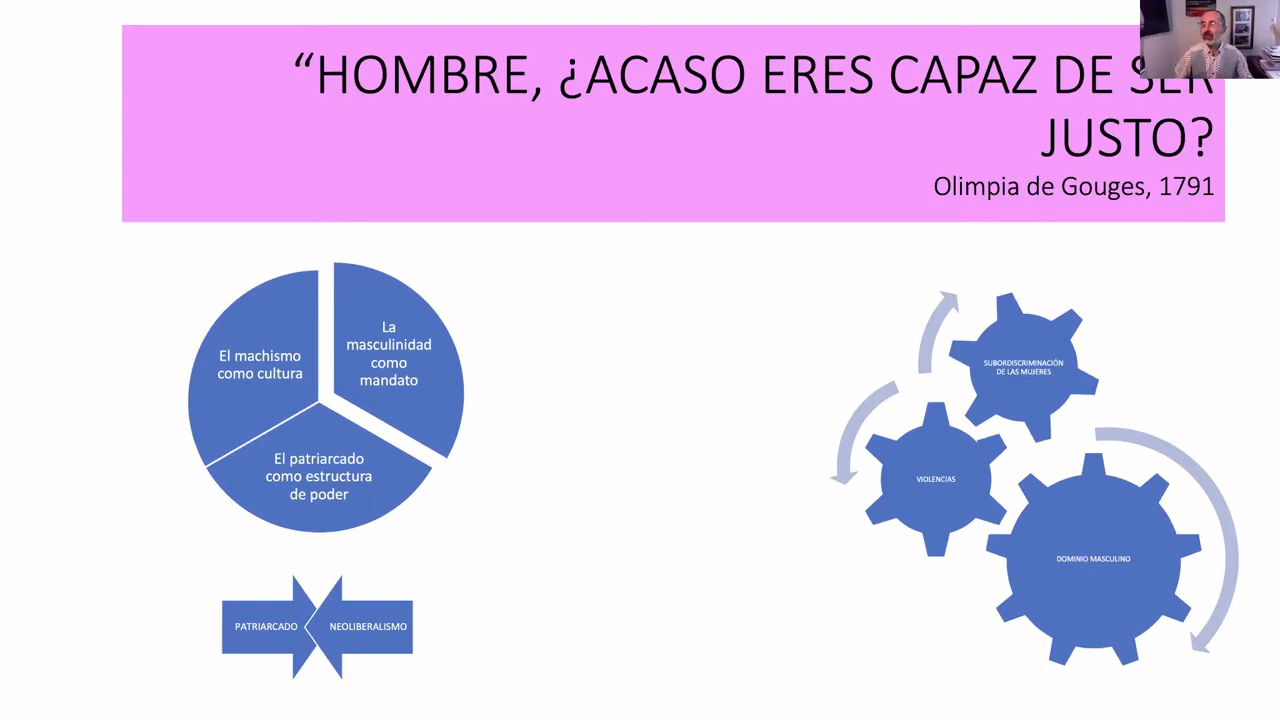 “HOMBRE, ¿ACASO ERES CAPAZ DE SER
JUSTO?
Olimpia de Gouges, 1791
El machismo
como cultura
La
masculinidad
como
mandato
El patriarcado
como estructura
de poder
PATRIARCADO
NEOLIBERALISMO
SUBORDISCRIMINACIÓN
DE LAS MUJERES
VIOLENCIAS
DOMINIO MASCULINO